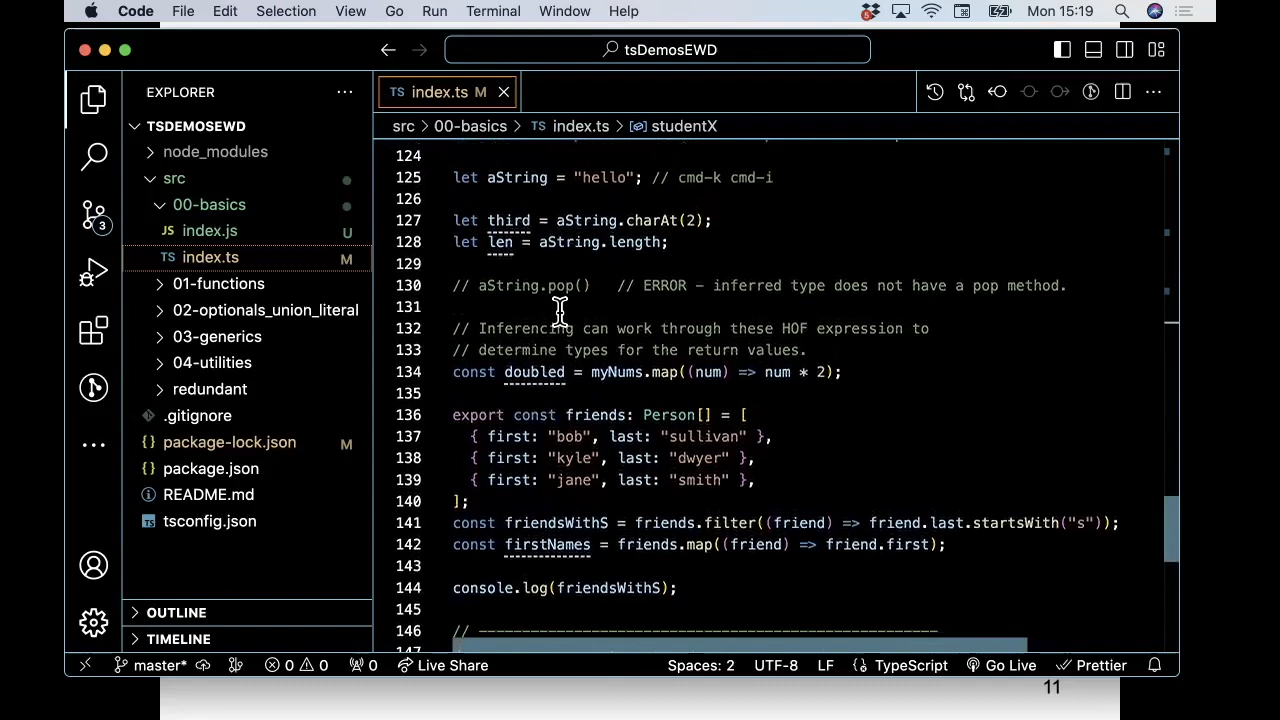 Code File Edit Selection View Go Run Terminal Window Help 5 Mon 15:19
tsDemosEWD
EXPLORER
TSDEMOSEWD
node_modules
src
00-basics
JS index.js U
TS index.ts M
01-functions
02-optionals_union_literal
03-generics
04-utilities
redundant
.gitignore
{} package-lock.json M
{} package.json
README.md
TS tsconfig.json
OUTLINE
TIMELINE
3
TS index.ts M
src > 00-basics > TS index.ts > studentX
124
125 let aString = "hello"; // cmd-k cmd-i
126
127 let third = aString.charAt(2);
128 let len = aString.length;
129
130 // aString.pop() // ERROR - inferred type does not have a pop method.
131
132 // Inferencing can work through these HOF expression to
133 // determine types for the return values.
134 const doubled = myNums.map((num) => num * 2);
135
136 export const friends: Person[] = [
137 { first: "bob", last: "sullivan" },
138 { first: "kyle", last: "dwyer" },
139 { first: "jane", last: "smith" },
140 ];
141 const friendsWithS = friends.filter((friend) => friend.last.startsWith("s"));
142 const firstNames = friends.map((friend) => friend.first);
143
144 console.log(friendsWithS);
145
146 // ------------------------------------------------------
master* 0 0 0 Live Share Spaces: 2 UTF-8 LF {} TypeScript Go Live Prettier
11